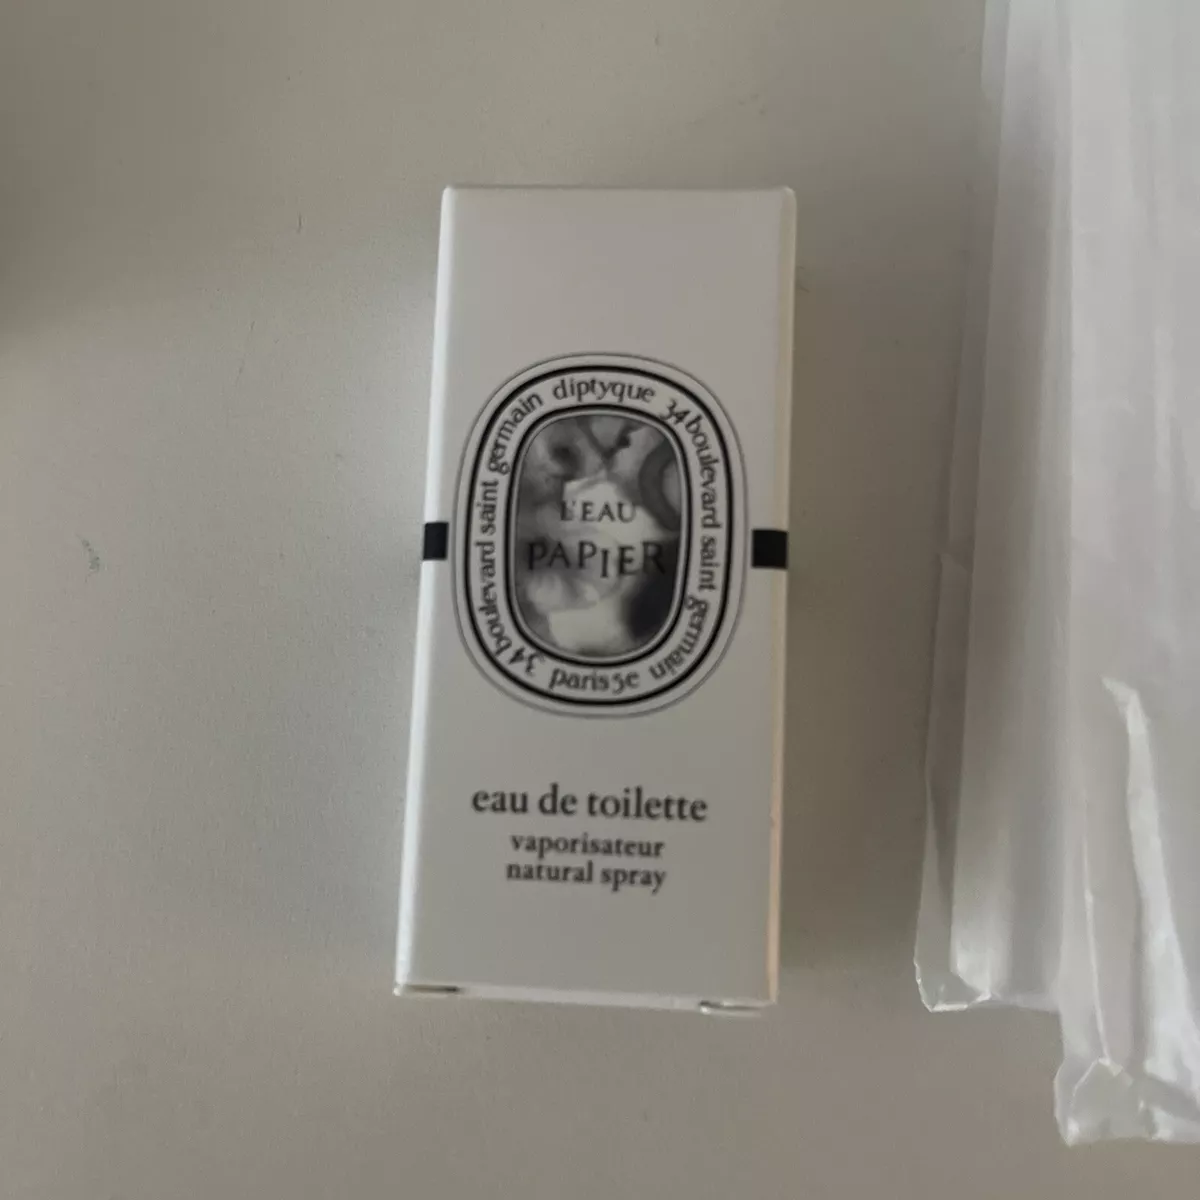 diptyque 34 boulevard saint germain paris 5e 34 boulevard saint germain
L'EAU
PAPIER
eau de toilette
vaporisateur
natural spray